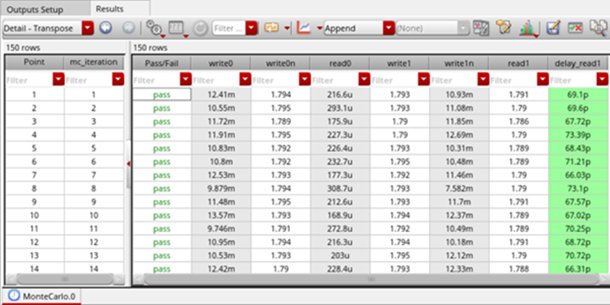 Outputs Setup Results
Detail - Transpose Filter ... Append (None)
150 rows 150 rows
Point mc_iteration Pass/Fail write0 write0n read0 write1 write1n read1 delay_read1
Filter Filter Filter Filter Filter Filter Filter Filter Filter Filter
1 1 pass 12.41m 1.794 216.6u 1.793 10.93m 1.791 69.1p
2 2 pass 10.55m 1.795 293.1u 1.793 11.08m 1.79 69.6p
3 3 pass 11.72m 1.789 175.9u 1.79 11.85m 1.786 67.72p
4 4 pass 11.91m 1.795 227.3u 1.79 12.69m 1.79 73.39p
5 5 pass 10.83m 1.792 226.4u 1.793 10.31m 1.789 68.43p
6 6 pass 10.8m 1.792 232.7u 1.795 10.48m 1.789 71.21p
7 7 pass 12.53m 1.793 177.3u 1.792 11.46m 1.79 66.03p
8 8 pass 9.879m 1.794 308.7u 1.793 7.582m 1.79 73.1p
9 9 pass 11.48m 1.795 212.6u 1.793 11.7m 1.791 67.57p
10 10 pass 13.57m 1.793 168.9u 1.794 12.37m 1.789 67.02p
11 11 pass 9.746m 1.791 272.8u 1.792 10.49m 1.789 70.25p
12 12 pass 10.95m 1.792 216.3u 1.794 10.18m 1.791 68.72p
13 13 pass 10.53m 1.793 203u 1.795 12.12m 1.79 70.72p
14 14 pass 12.42m 1.79 228.4u 1.793 12.33m 1.788 66.31p
MonteCarlo.0